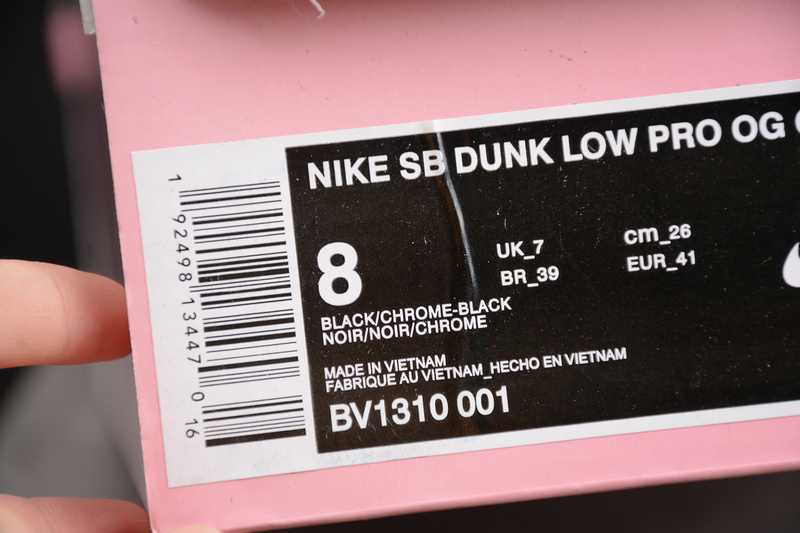 NIKE SB DUNK LOW PRO OG
8
UK_7 cm_26
BR_39 EUR_41
BLACK/CHROME-BLACK
NOIR/NOIR/CHROME
MADE IN VIETNAM
FABRIQUE AU VIETNAM_HECHO EN VIETNAM
BV1310 001
1 92498 13447 0 16